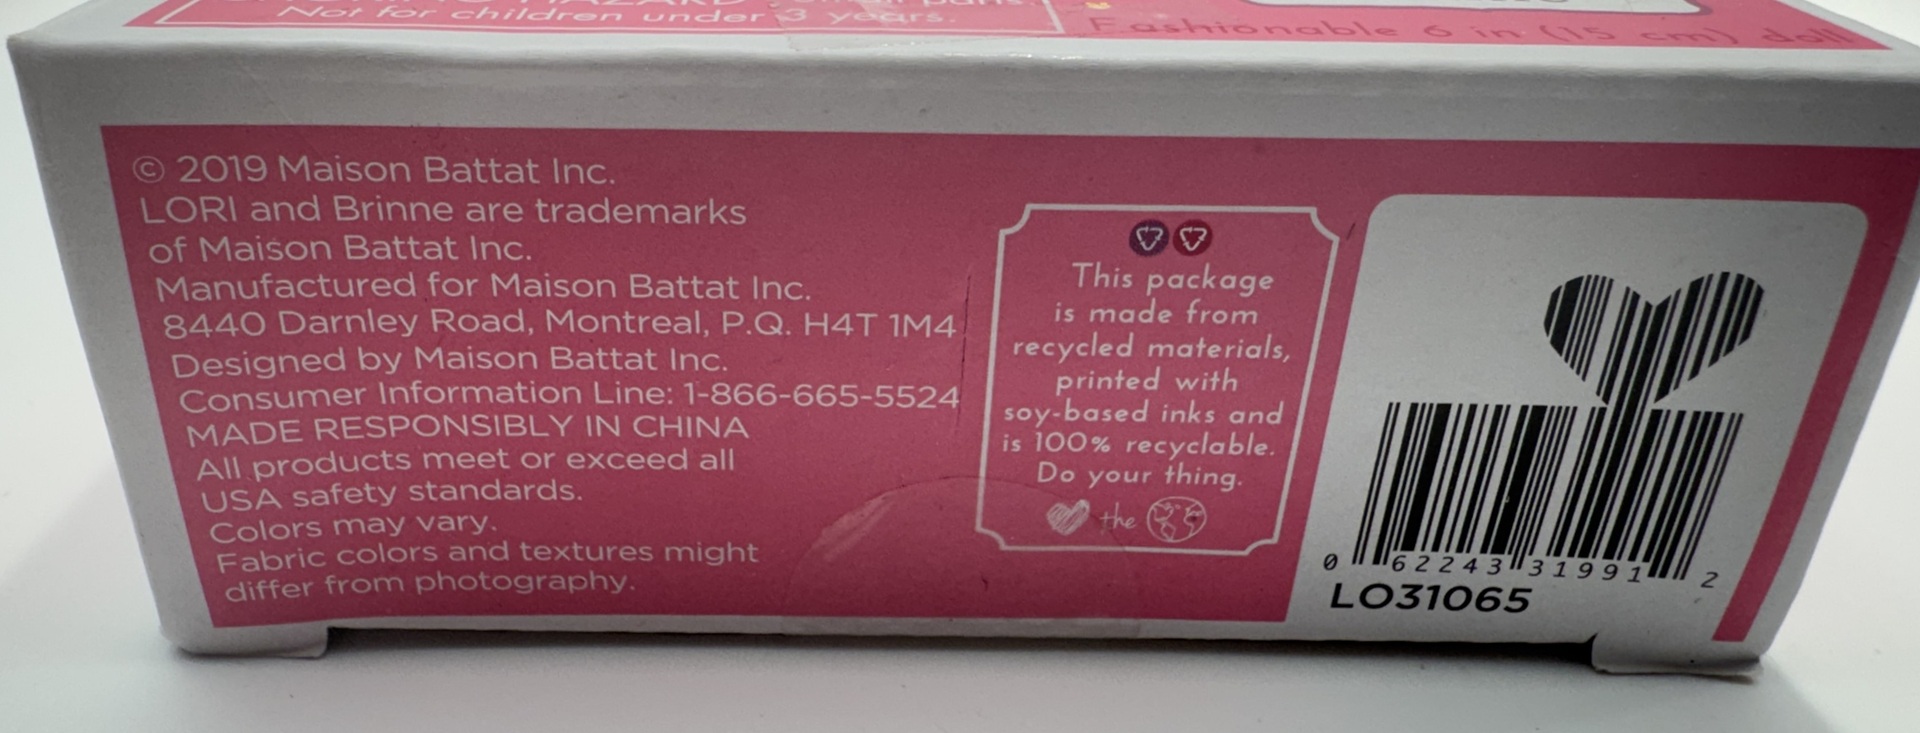 Not for children under 3 years.
Fashionable 6 in (15 cm) doll
© 2019 Maison Battat Inc.
LORI and Brinne are trademarks
of Maison Battat Inc.
Manufactured for Maison Battat Inc.
8440 Darnley Road, Montreal, P.Q. H4T 1M4
Designed by Maison Battat Inc.
Consumer Information Line: 1-866-665-5524
MADE RESPONSIBLY IN CHINA
All products meet or exceed all
USA safety standards.
Colors may vary.
Fabric colors and textures might
differ from photography.
This package
is made from
recycled materials,
printed with
soy-based inks and
is 100% recyclable.
Do your thing.
the
0 62243 31991 2
LO31065